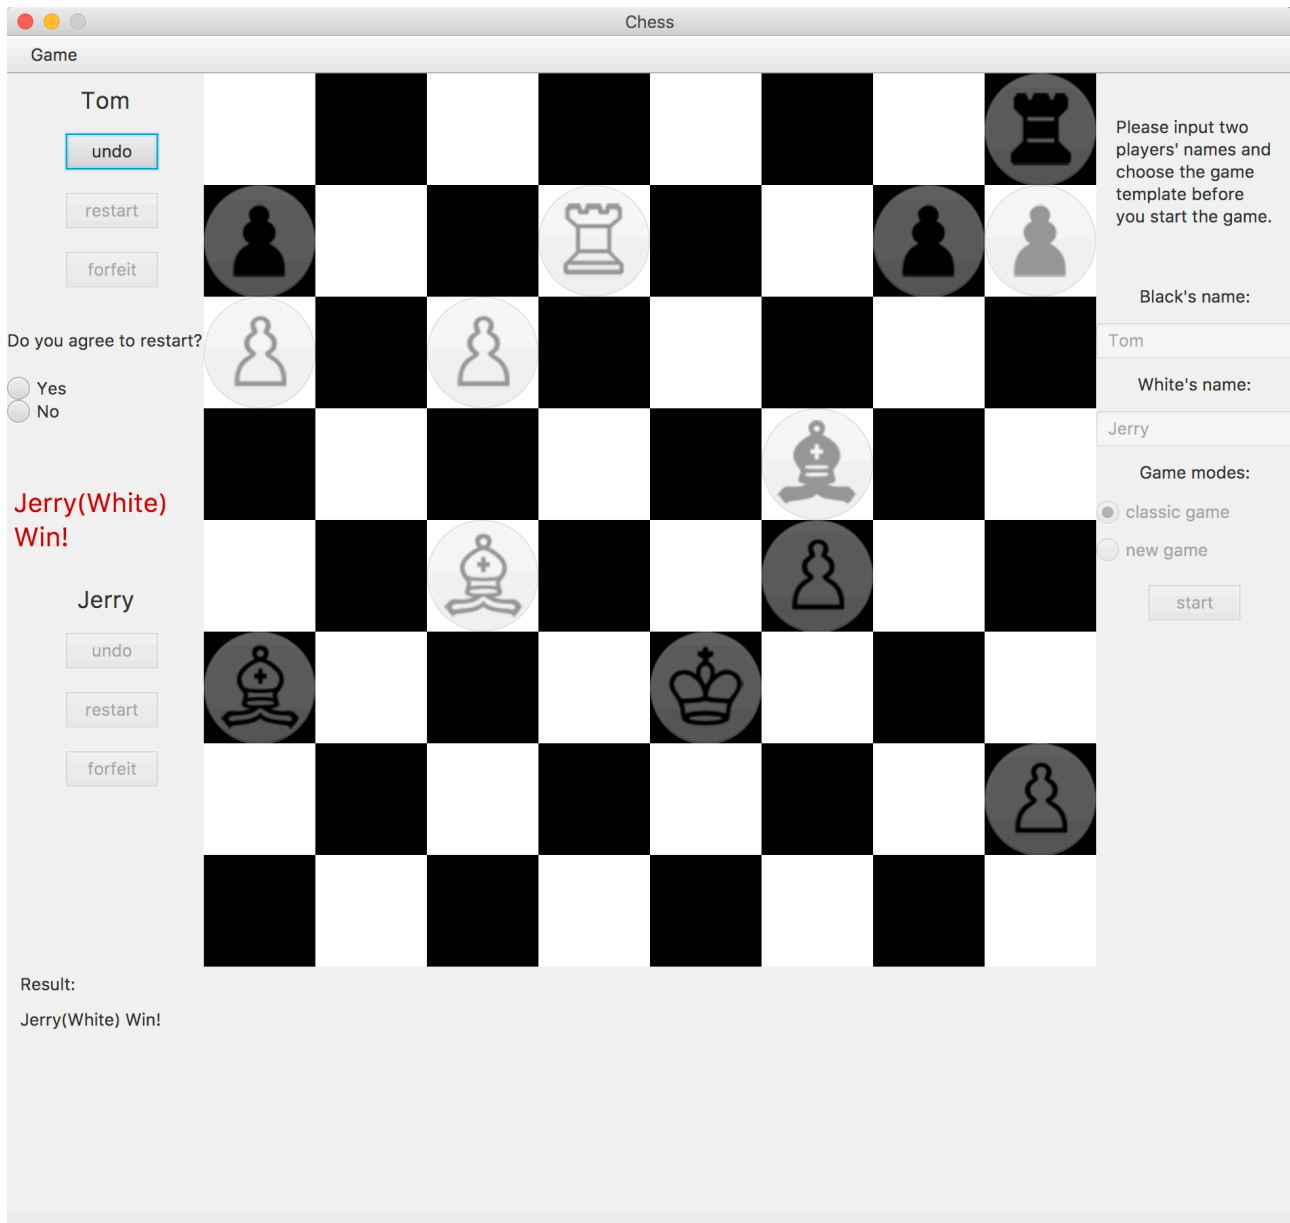 Chess
Game
Tom
undo
restart
forfeit
Do you agree to restart?
Yes
No
Jerry(White)
Win!
Jerry
undo
restart
forfeit
Please input two
players' names and
choose the game
template before
you start the game.
Black's name:
Tom
White's name:
Jerry
Game modes:
classic game
new game
start
Result:
Jerry(White) Win!